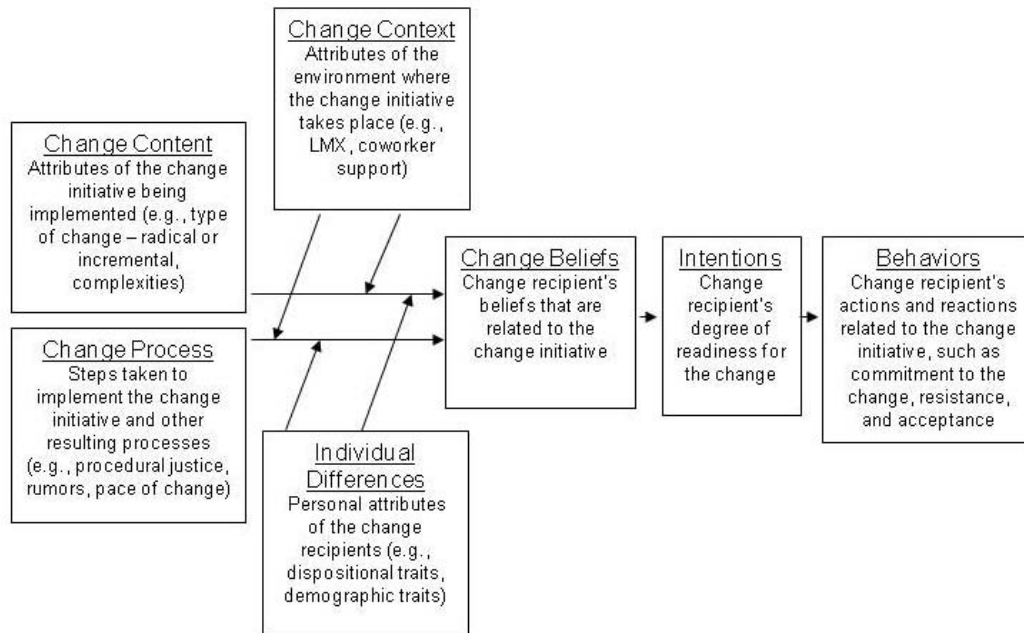 Change Context
Attributes of the
environment where
the change initiative
takes place (e.g.,
LMX, coworker
support)
Change Content
Attributes of the change
initiative being
implemented (e.g., type
of change – radical or
incremental,
complexities)
Change Process
Steps taken to
implement the change
initiative and other
resulting processes
(e.g., procedural justice,
rumors, pace of change)
Individual
Differences
Personal attributes
of the change
recipients (e.g.,
dispositional traits,
demographic traits)
Change Beliefs
Change recipient's
beliefs that are
related to the
change initiative
Intentions
Change
recipient's
degree of
readiness for
the change
Behaviors
Change recipient's
actions and reactions
related to the change
initiative, such as
commitment to the
change, resistance,
and acceptance